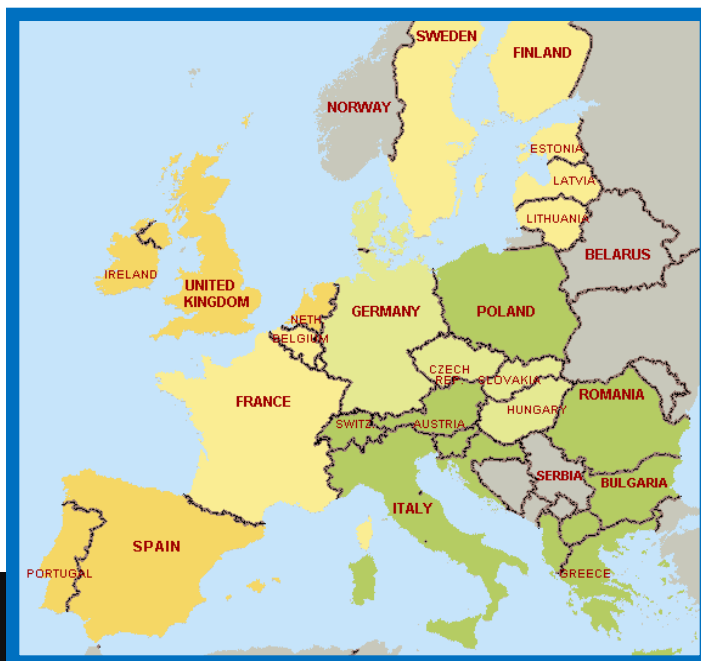 SWEDEN
FINLAND
NORWAY
ESTONIA
LATVIA
LITHUANIA
BELARUS
IRELAND
UNITED
KINGDOM
NETH
BELGIUM
GERMANY
POLAND
CZECH
REP
SLOVAKIA
FRANCE
ROMANIA
HUNGARY
SWITZ
AUSTRIA
SERBIA
BULGARIA
ITALY
SPAIN
PORTUGAL
GREECE